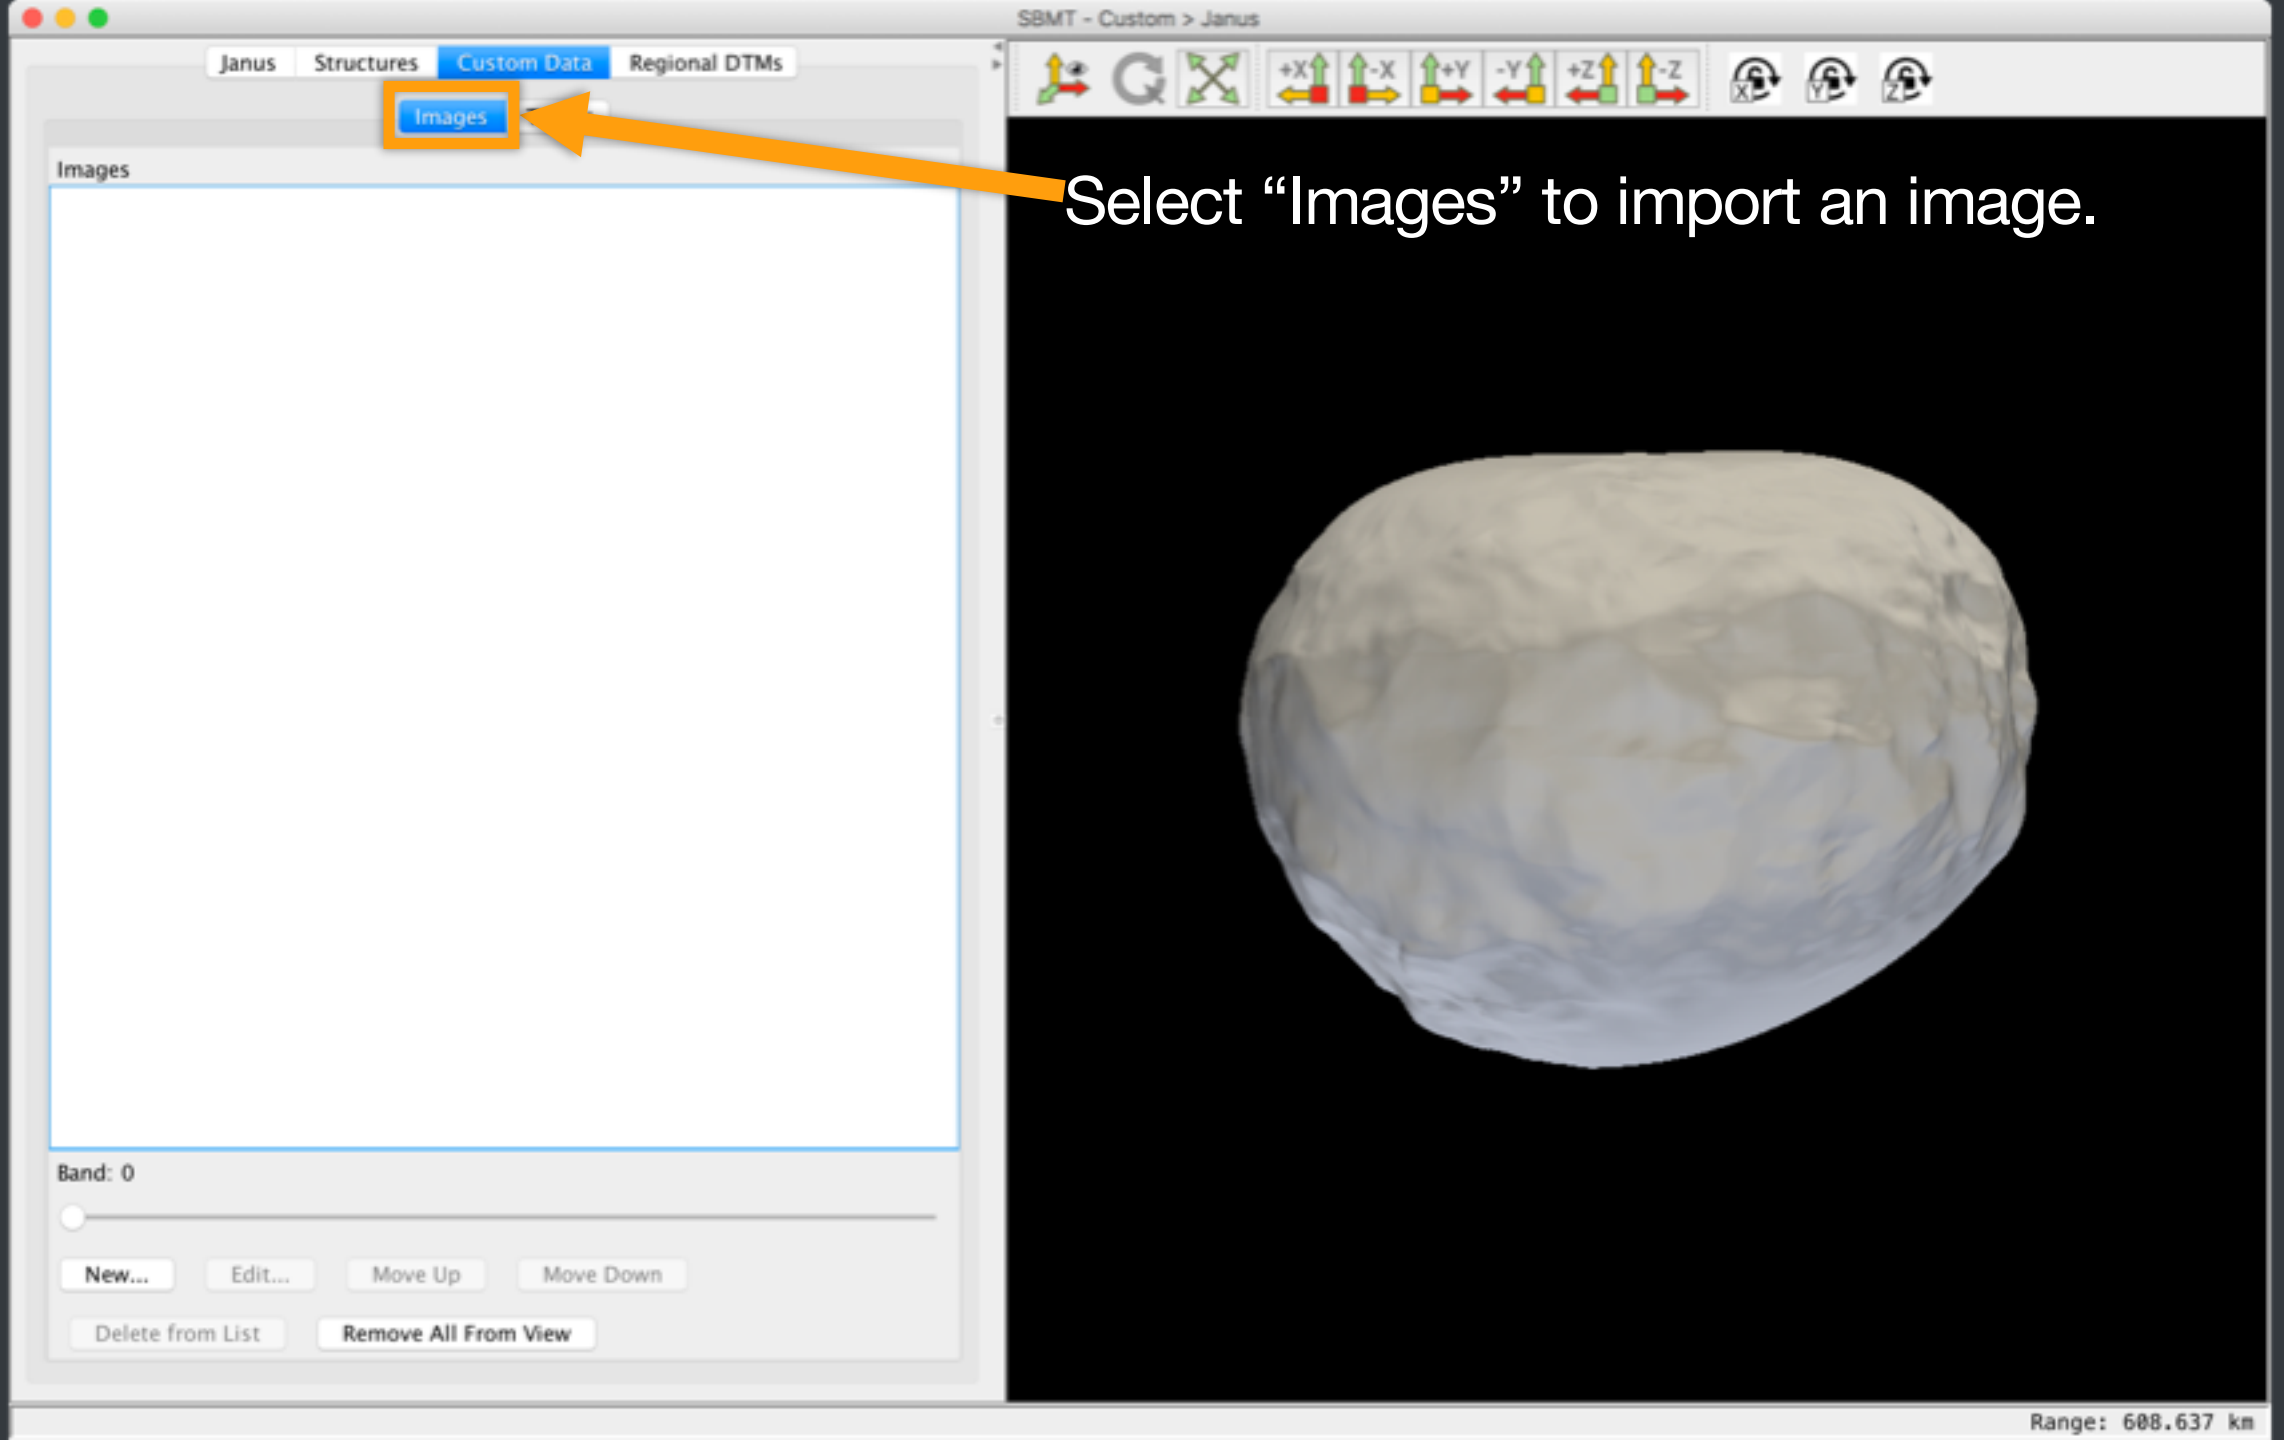 SBMT - Custom > Janus
Janus Structures Custom Data Regional DTMs
+X -X +Y -Y +Z -Z X Y Z
Images
Images
Select “Images” to import an image.
Band: 0
New... Edit... Move Up Move Down
Delete from List Remove All From View
Range: 608.637 km